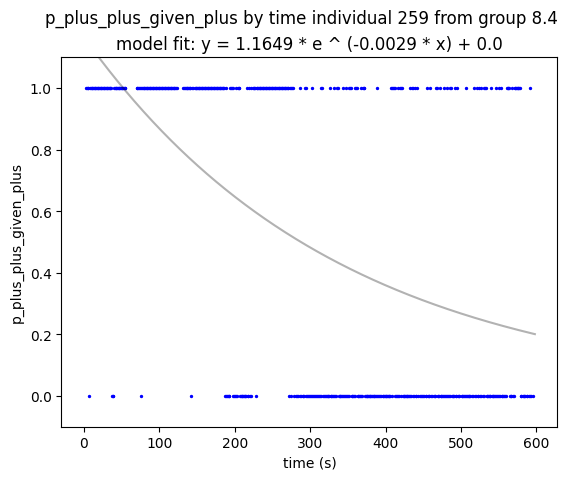 p_plus_plus_given_plus by time individual 259 from group 8.4
model fit: y = 1.1649 * e ^ (-0.0029 * x) + 0.0
1.0
0.8
0.6
0.4
0.2
0.0
p_plus_plus_given_plus
0 100 200 300 400 500 600
time (s)